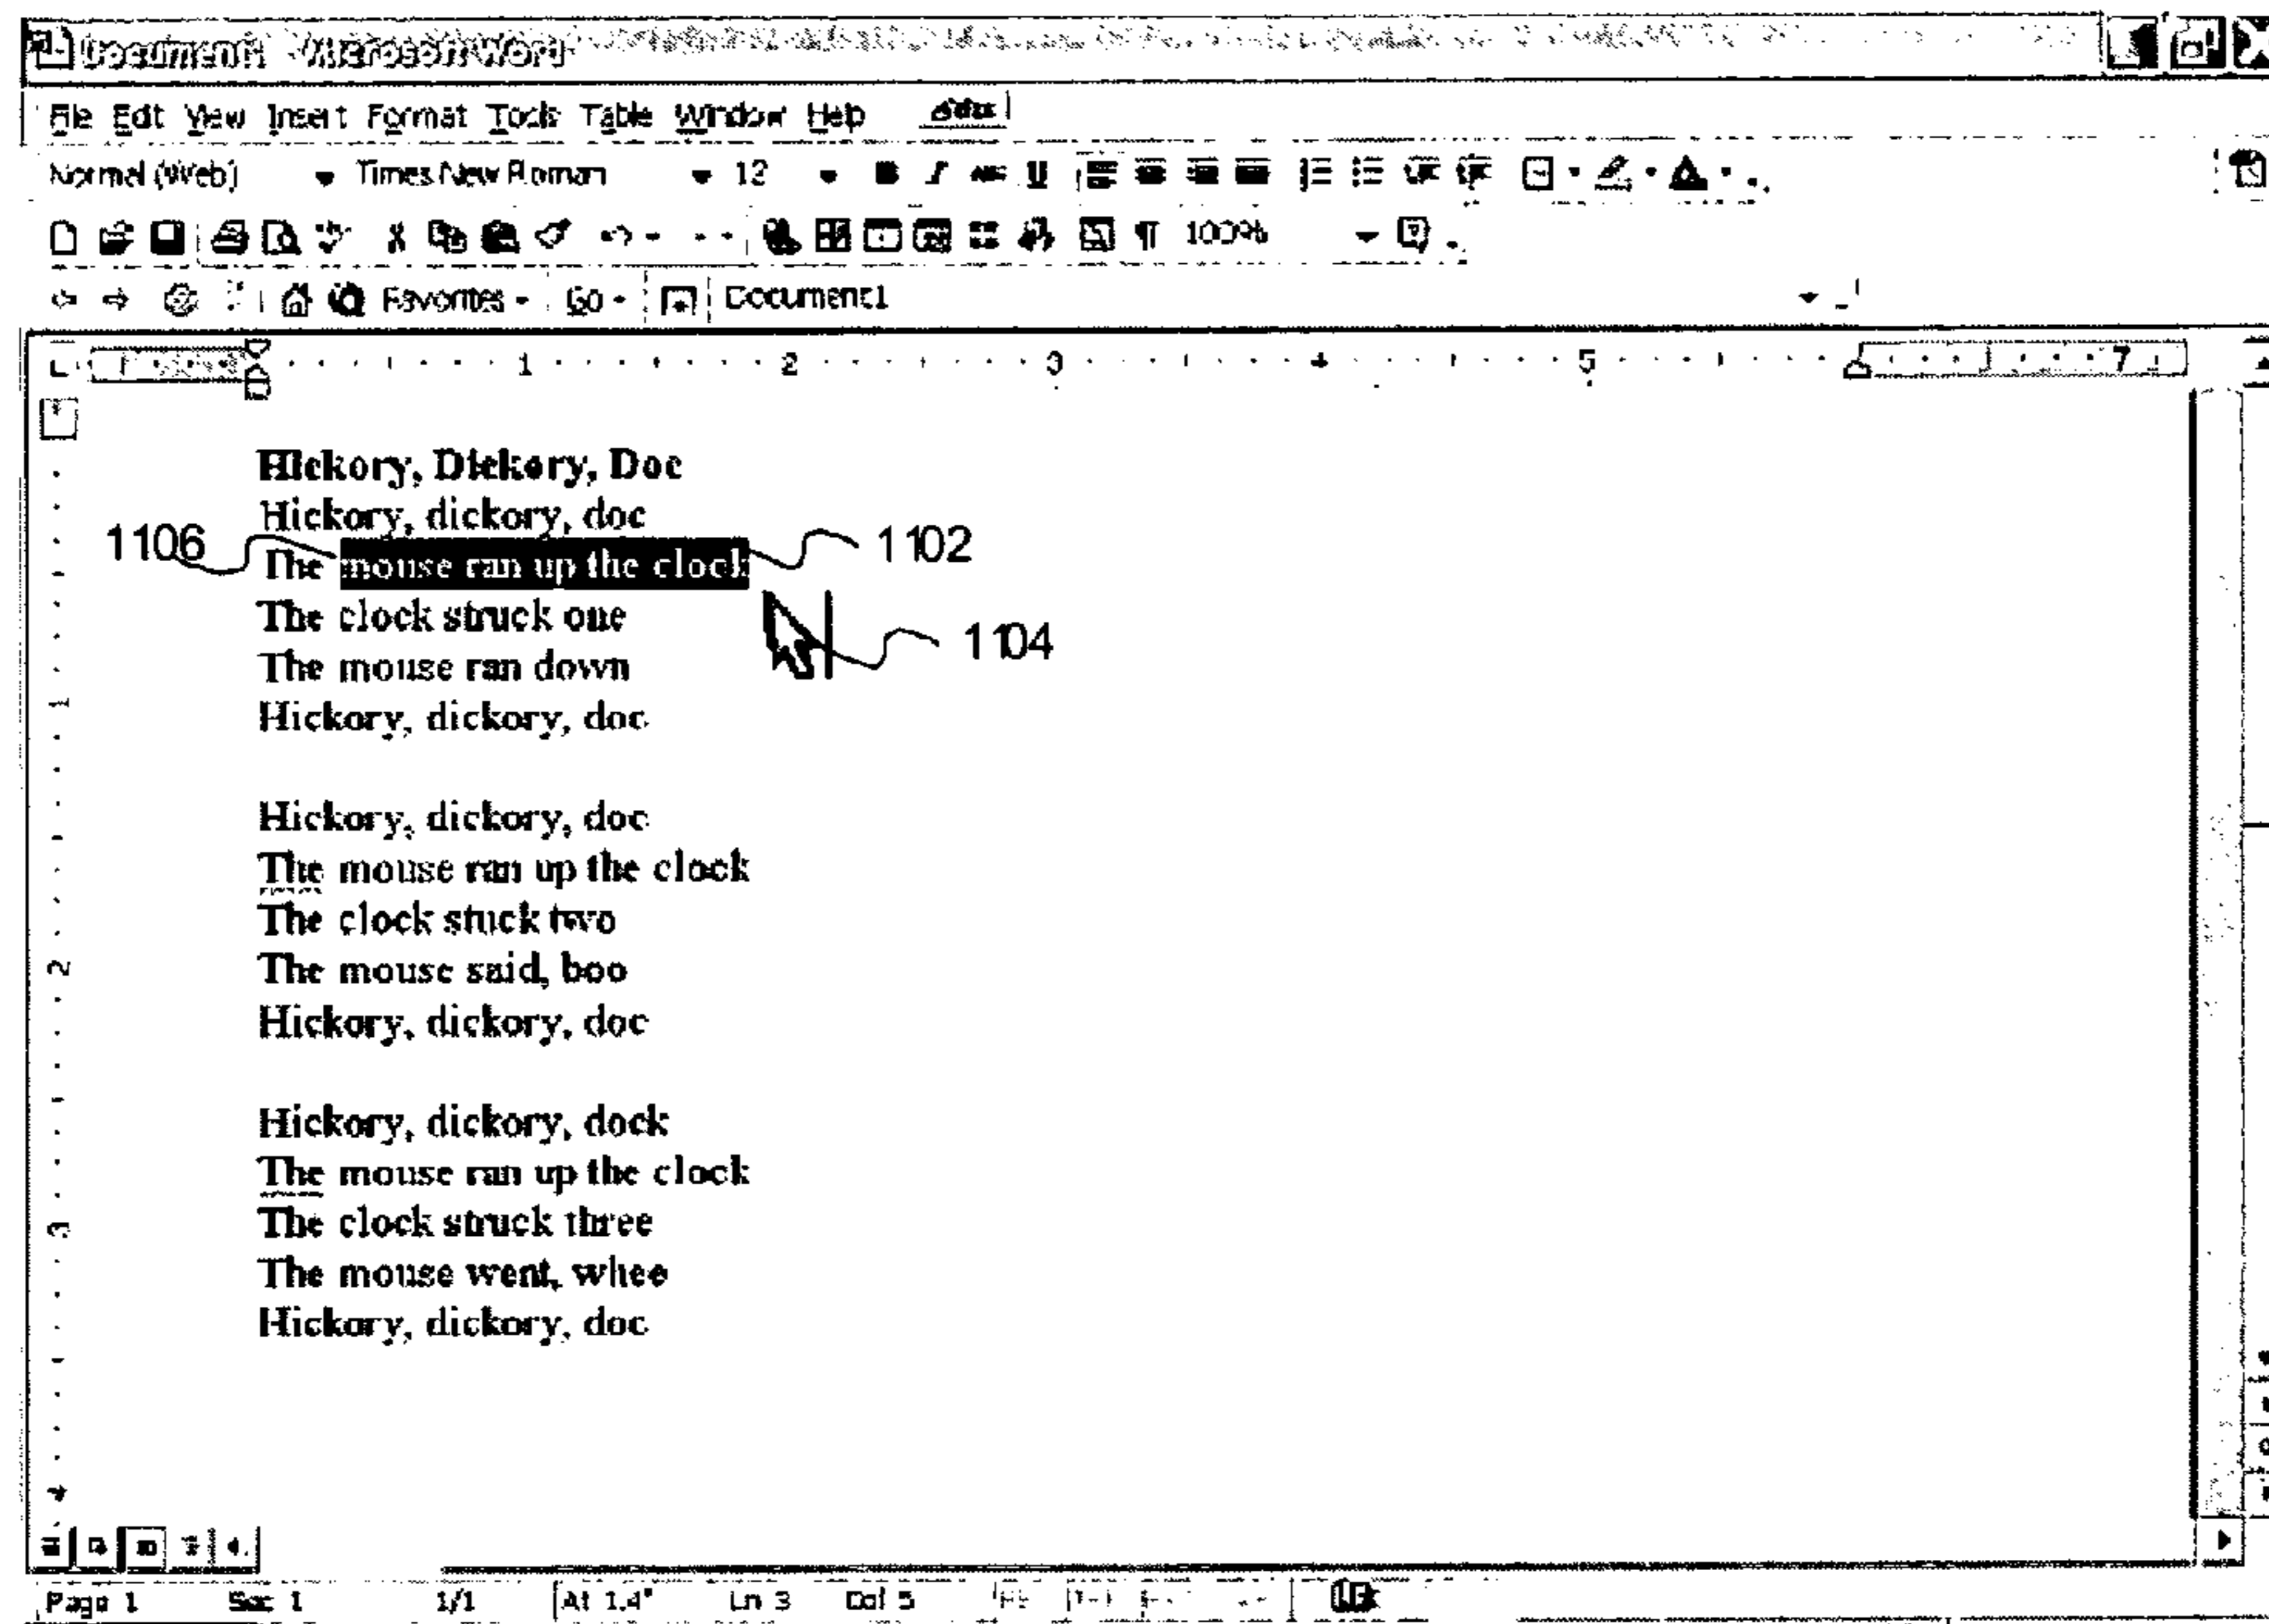 Document1 - Microsoft Word
File Edit View Insert Format Tools Table Window Help
Normal (Web) Times New Roman 12
100%
Favorites Go Document1
1 2 3 4 5 7
Hickory, Dickory, Doc
Hickory, dickory, doc
1106 The mouse ran up the clock 1102
The clock struck one
1104
The mouse ran down
Hickory, dickory, doc
Hickory, dickory, doc
The mouse ran up the clock
The clock stuck two
The mouse said, boo
Hickory, dickory, doc
Hickory, dickory, dock
The mouse ran up the clock
The clock struck three
The mouse went, whee
Hickory, dickory, doc
Page 1 Sec 1 1/1 At 1.4" Ln 3 Col 5